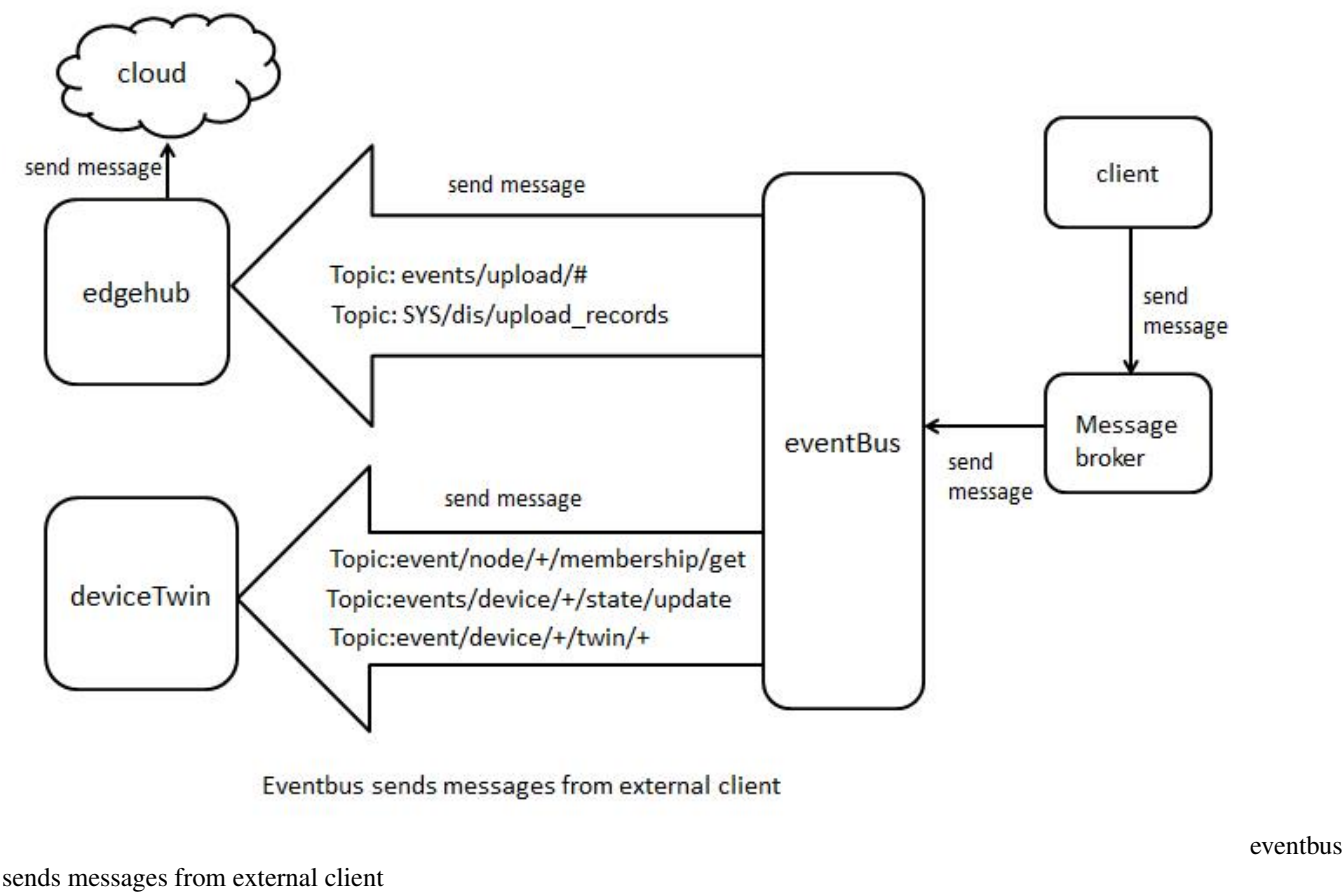 cloud
send message
edgehub
send message
Topic: events/upload/#
Topic: SYS/dis/upload_records
client
send
message
Message
broker
send
message
eventBus
deviceTwin
send message
Topic:event/node/+/membership/get
Topic:events/device/+/state/update
Topic:event/device/+/twin/+
Eventbus sends messages from external client
eventbus
sends messages from external client